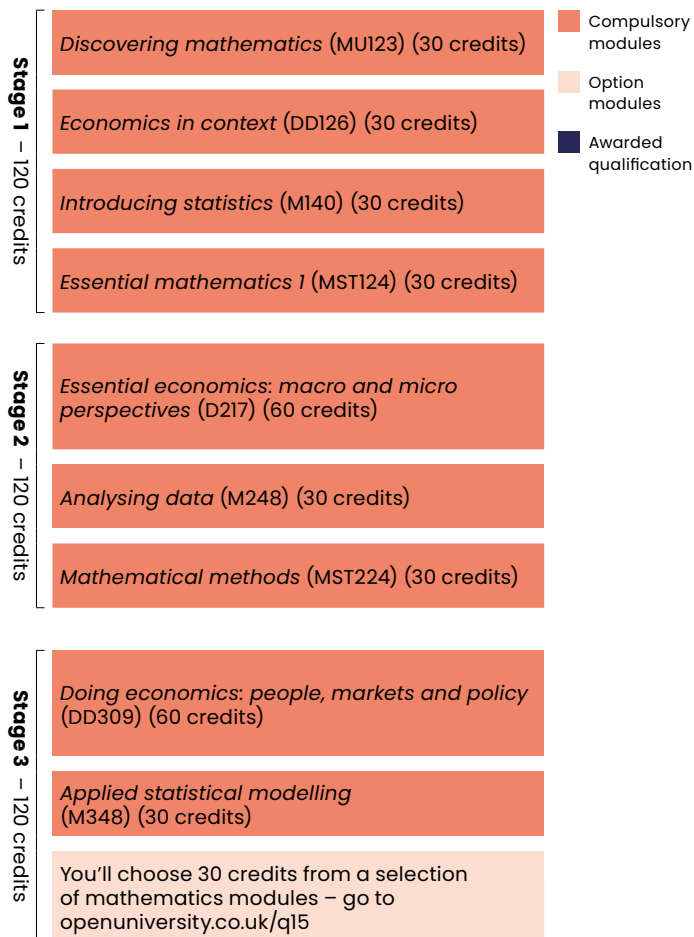 Stage 1 – 120 credits
Discovering mathematics (MU123) (30 credits)
Economics in context (DD126) (30 credits)
Introducing statistics (M140) (30 credits)
Essential mathematics 1 (MST124) (30 credits)
Compulsory
modules
Option
modules
Awarded
qualification
Stage 2 – 120 credits
Essential economics: macro and micro
perspectives (D217) (60 credits)
Analysing data (M248) (30 credits)
Mathematical methods (MST224) (30 credits)
Stage 3 – 120 credits
Doing economics: people, markets and policy
(DD309) (60 credits)
Applied statistical modelling
(M348) (30 credits)
You’ll choose 30 credits from a selection
of mathematics modules – go to
openuniversity.co.uk/q15